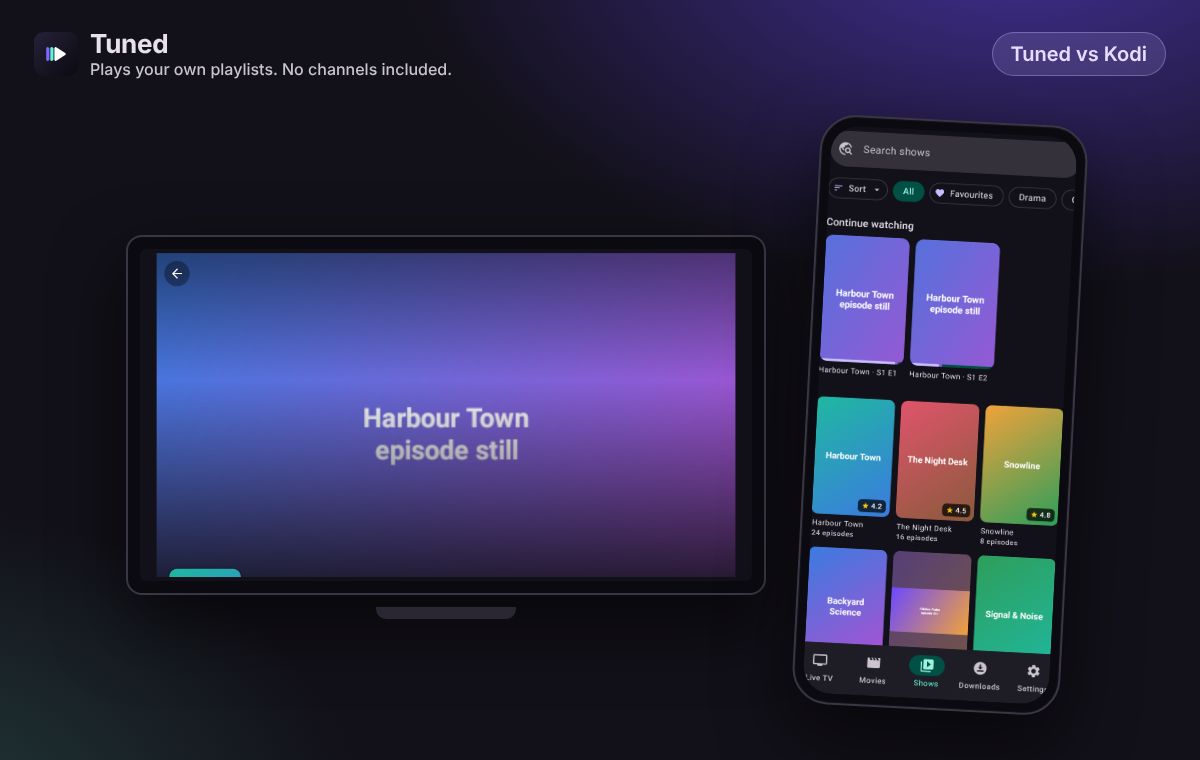 Tuned
Plays your own playlists. No channels included.
Tuned vs Kodi
Harbour Town
episode still
Search shows
Sort
All
Favourites
Drama
Continue watching
Harbour Town
episode still
Harbour Town
episode still
Harbour Town · S1 E1
Harbour Town · S1 E2
Harbour Town
The Night Desk
Snowline
4.2
4.5
4.8
Harbour Town
24 episodes
The Night Desk
16 episodes
Snowline
8 episodes
Backyard
Science
Signal & Noise
Live TV
Movies
Shows
Downloads
Settings